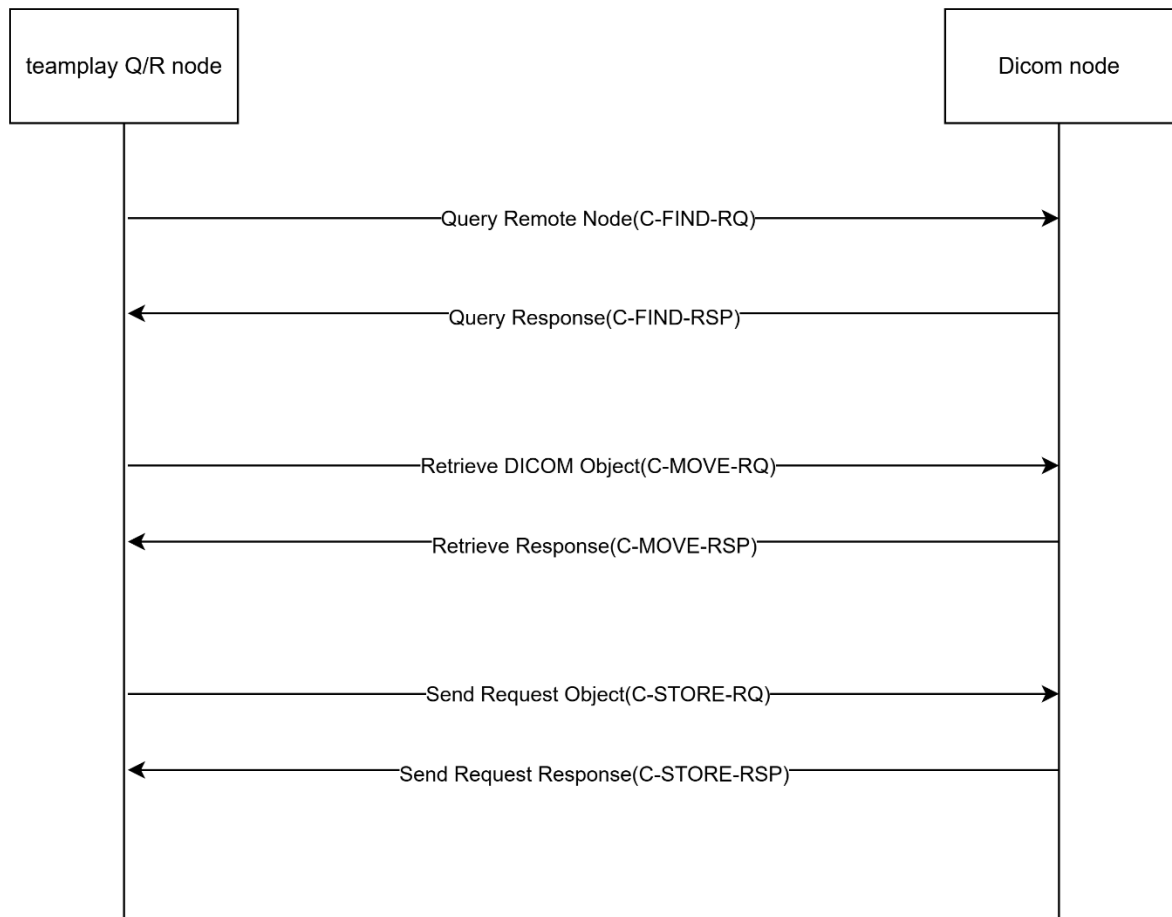 teamplay Q/R node
Dicom node
Query Remote Node(C-FIND-RQ)
Query Response(C-FIND-RSP)
Retrieve DICOM Object(C-MOVE-RQ)
Retrieve Response(C-MOVE-RSP)
Send Request Object(C-STORE-RQ)
Send Request Response(C-STORE-RSP)